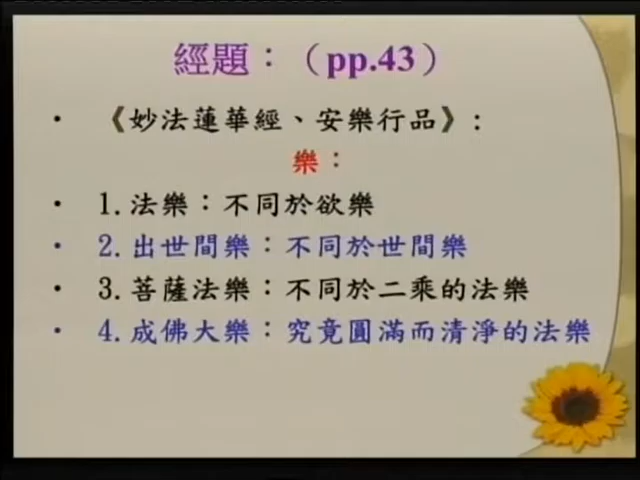 經題：（pp.43）
• 《妙法蓮華經、安樂行品》:
樂：
• 1.法樂：不同於欲樂
• 2.出世間樂：不同於世間樂
• 3.菩薩法樂：不同於二乘的法樂
• 4.成佛大樂：究竟圓滿而清淨的法樂